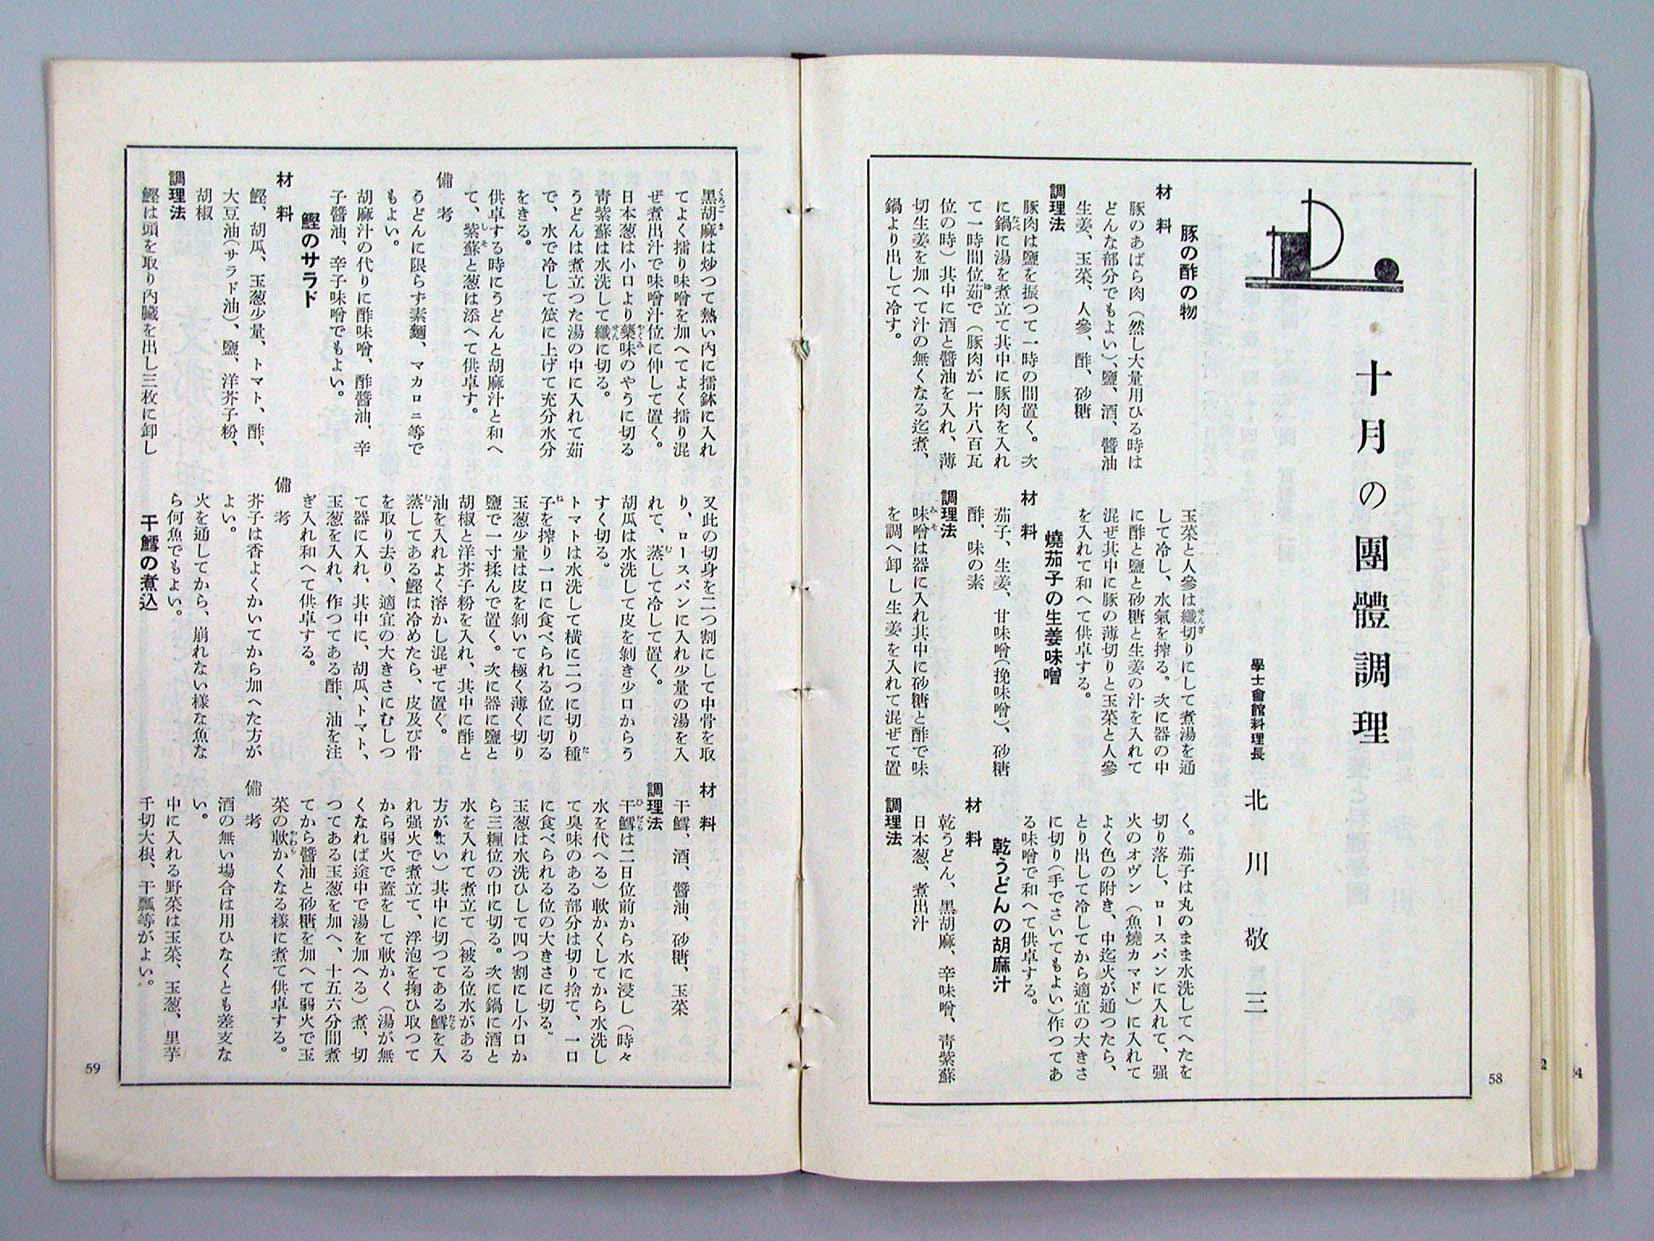 十月の團體調理
學士會館料理長 北川敬三
豚の酢の物
材料
豚のあばら肉（然し大量用ひる時は
どんな部分でもよい）、鹽、酒、醬油
生姜、玉菜、人參、酢、砂糖
調理法
豚肉は鹽を振つて一時の間置く。次
に鍋に湯を煮立て其中に豚肉を入れ
て一時間位茹で（豚肉が一片八百瓦
位の時）其中に酒と醬油を入れ、薄
切生姜を加へて汁の無くなる迄煮、
鍋より出して冷す。
玉菜と人參は纖切りにして煮湯を通
して冷し、水氣を搾る。次に器の中
に酢と鹽と砂糖と生姜の汁を入れて
混ぜ其中に豚の薄切りと玉菜と人參
を入れて和へて供卓する。
燒茄子の生姜味噌
材料
茄子、生姜、甘味噌（挽味噌）、砂糖
酢、味の素
調理法
味噌は器に入れ其中に砂糖と酢で味
を調へ卸し生姜を入れて混ぜて置
く。茄子は丸のまま水洗してへたを
切り落し、ロースパンに入れて、强
火のオヴン（魚燒カマド）に入れて
よく色の附き、中迄火が通つたら、
とり出して冷してから適宜の大きさ
に切り（手でさいてもよい）作つてあ
る味噌で和へて供卓する。
乾うどんの胡麻汁
材料
乾うどん、黑胡麻、辛味噌、靑紫蘇
日本葱、煮出汁
調理法
58
黑胡麻は炒つて熱い內に擂鉢に入れ
てよく擂り味噌を加へてよく擂り混
ぜ煮出汁で味噌汁位に伸して置く。
日本葱は小口より藥味のやうに切る
靑紫蘇は水洗して纖に切る。
うどんは煮立つた湯の中に入れて茹
で、水で冷して笊に上げて充分水分
をきる。
供卓する時にうどんと胡麻汁と和へ
て、紫蘇と葱は添へて供卓す。
備考
うどんに限らす素麵、マカロニ等で
もよい。
胡麻汁の代りに酢味噌、酢醬油、辛
子醬油、辛子味噌でもよい。
鰹のサラド
材料
鰹、胡瓜、玉葱少量、トマト、酢、
大豆油（サラド油）、鹽、洋芥子粉、
胡椒
調理法
鰹は頭を取り內臟を出し三枚に卸し
又此の切身を二つ割にして中骨を取
り、ロースパンに入れ少量の湯を入
れて、蒸して冷して置く。
胡瓜は水洗して皮を剝き少口からう
すく切る。
トマトは水洗して橫に二つに切り種
子を搾り一口に食べられる位に切る
玉葱少量は皮を剝いて極く薄く切り
鹽で一寸揉んで置く。次に器に鹽と
胡椒と洋芥子粉を入れ、其中に酢と
油を入れよく溶かし混ぜて置く。
蒸してある鰹は冷めたら、皮及び骨
を取り去り、適宜の大きさにむしつ
て器に入れ、其中に、胡瓜、トマト、
玉葱を入れ、作つてある酢、油を注
ぎ入れ和へて供卓する。
備考
芥子は香よくかいてから加へた方が
よい。
火を通してから、崩れない樣な魚な
ら何魚でもよい。
干鱈の煮込
材料
干鱈、酒、醬油、砂糖、玉菜
調理法
干鱈は二日位前から水に浸し（時々
水を代へる）軟かくしてから水洗し
て臭味のある部分は切り捨て、一口
に食べられる位の大きさに切る。
玉葱は水洗ひして四つ割にし小口か
ら三糎位の巾に切る。次に鍋に酒と
水を入れて煮立て（被る位水がある
方がよい）其中に切つてある鱈を入
れ强火で煮立て、浮泡を掬ひ取つて
から弱火で蓋をして軟かく（湯が無
くなれば途中で湯を加へる）煮、切
つてある玉葱を加へ、十五六分間煮
てから醬油と砂糖を加へて弱火で玉
菜の軟かくなる樣に煮て供卓する。
備考
酒の無い場合は用ひなくとも差支な
い。
中に入れる野菜は玉菜、玉葱、里芋
千切大根、干瓢等がよい。
59